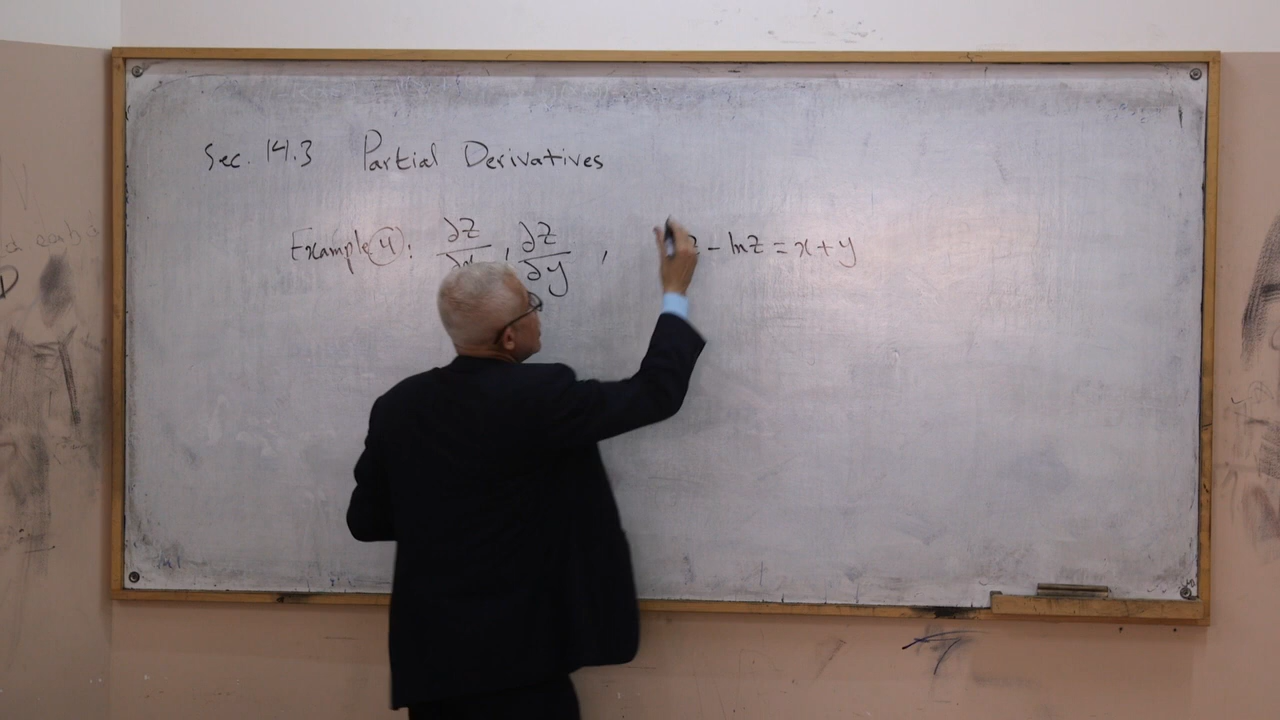 Sec. 14.3 Partial Derivatives
Example 4: ∂z/∂x, ∂z/∂y, z - ln z = x + y